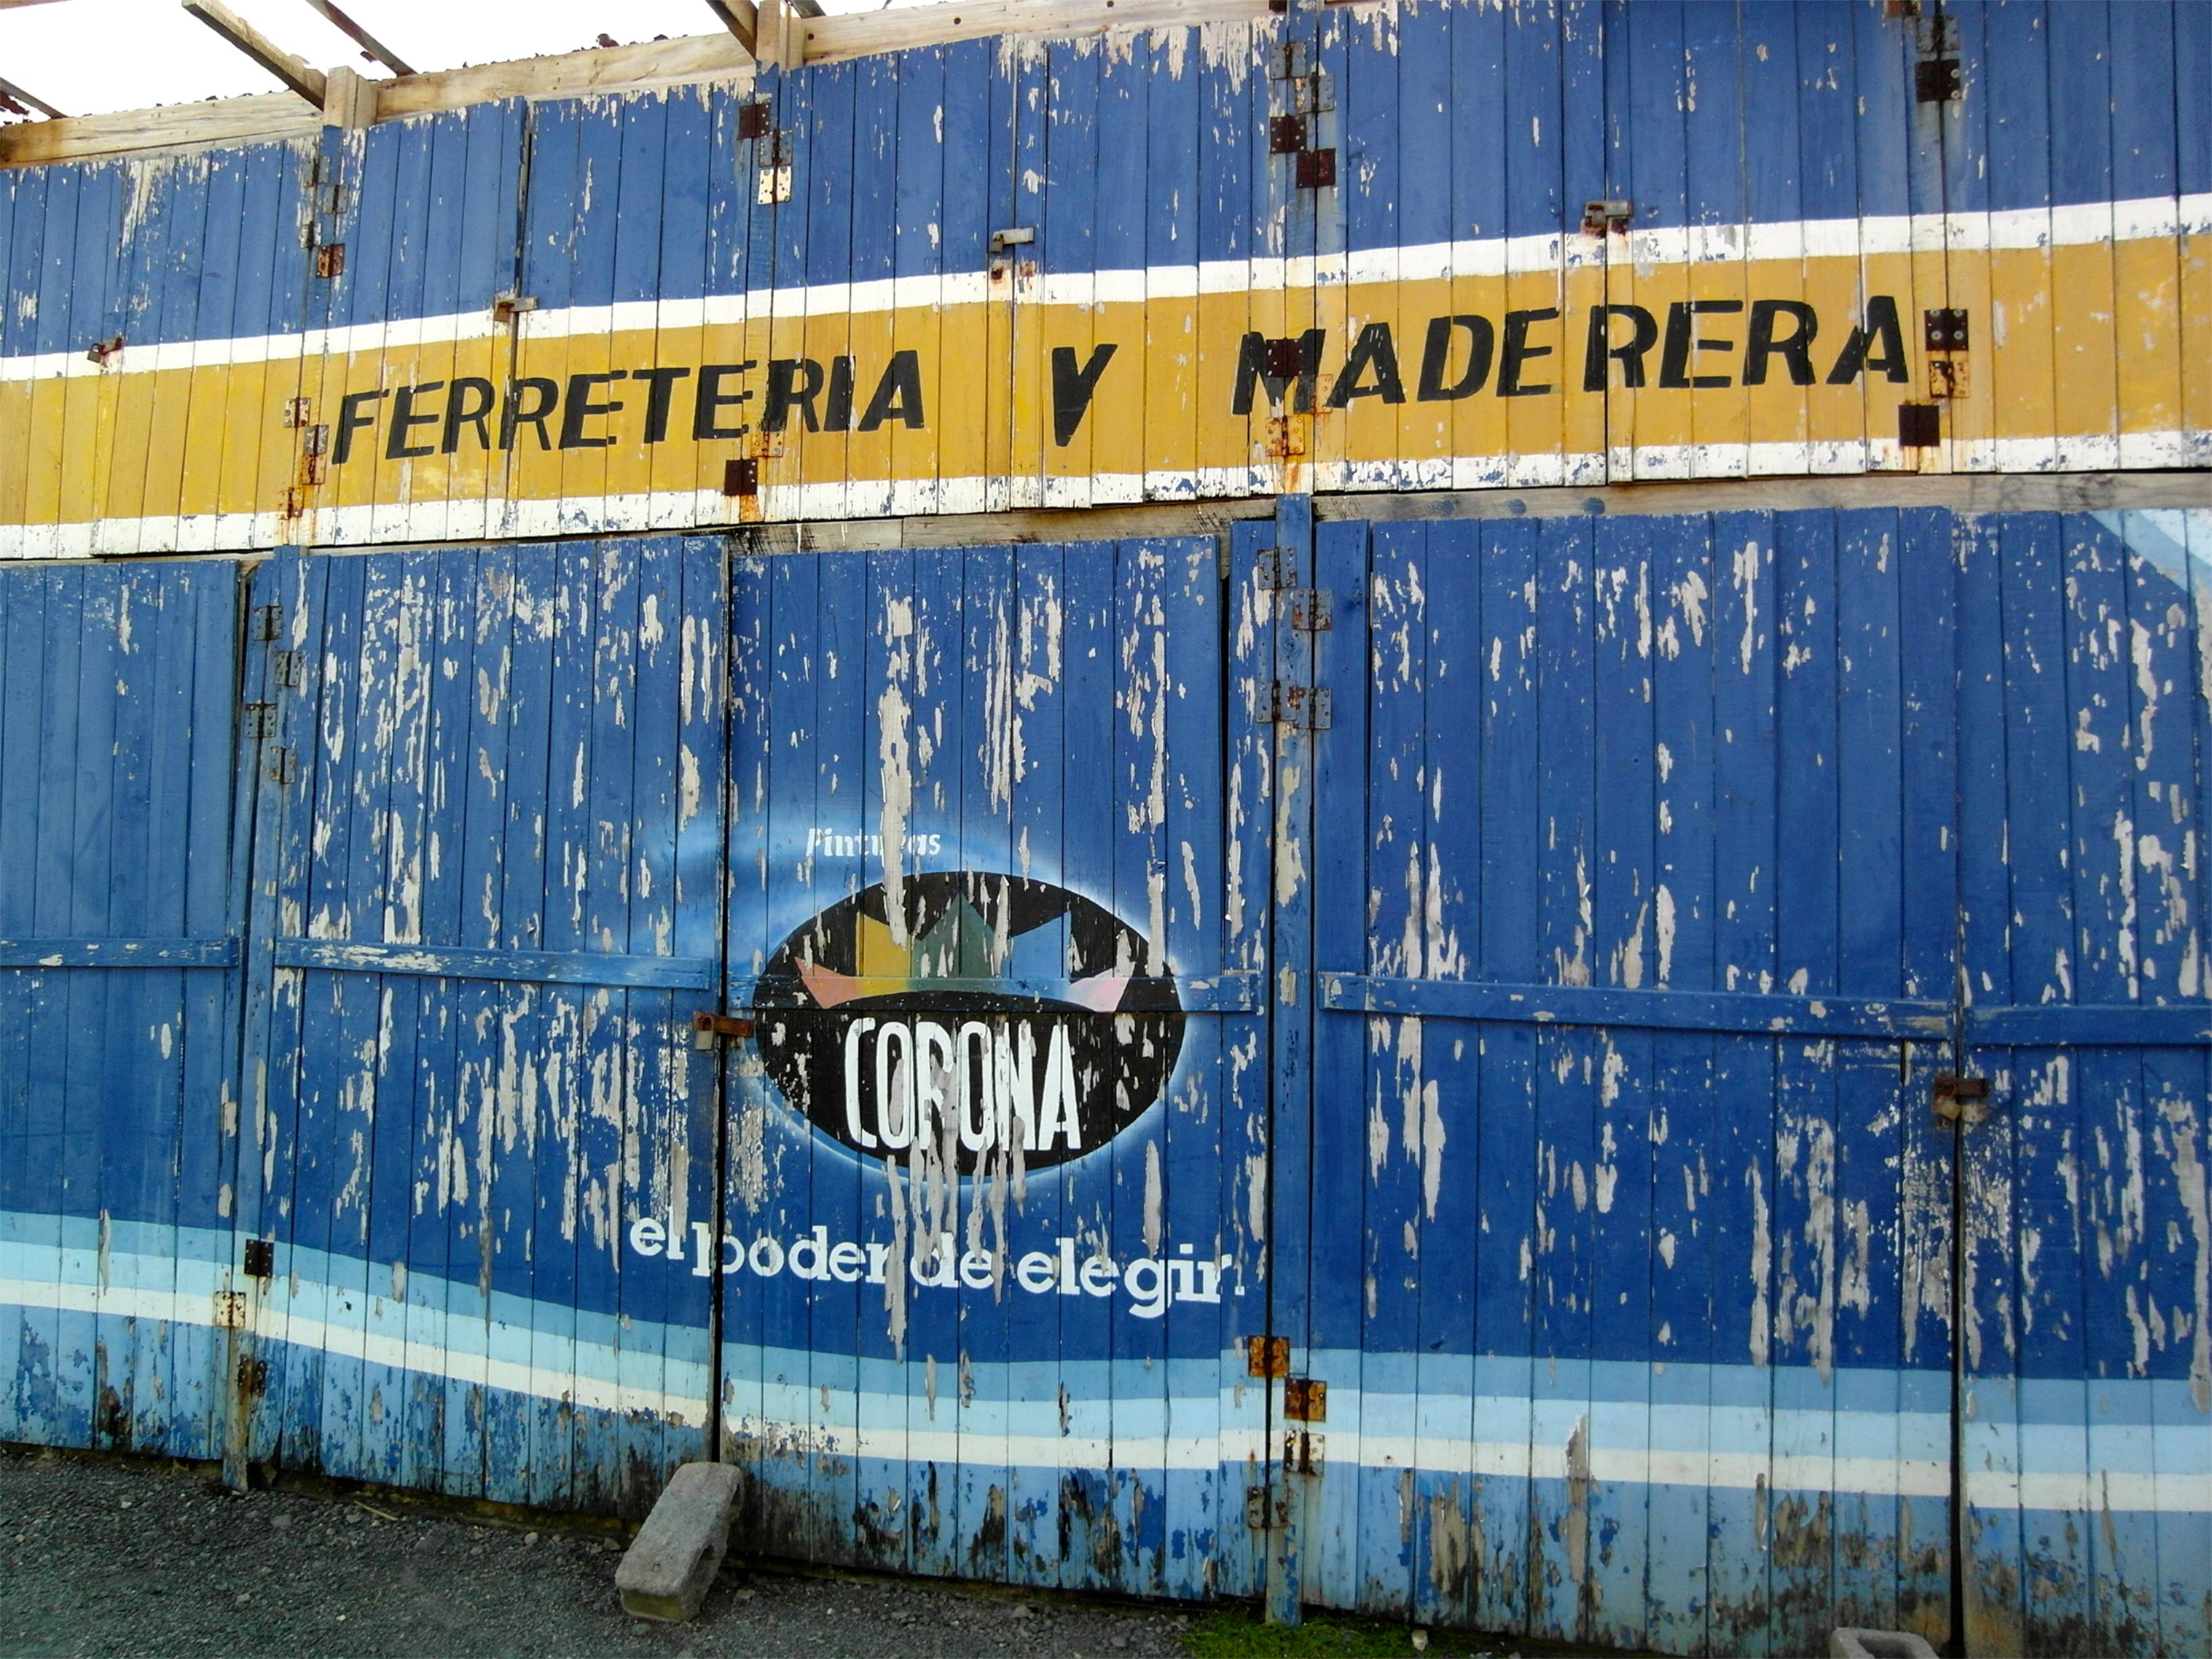 FERRETERIA Y MADERERA
Pinturas
CORONA
el poder de elegir.